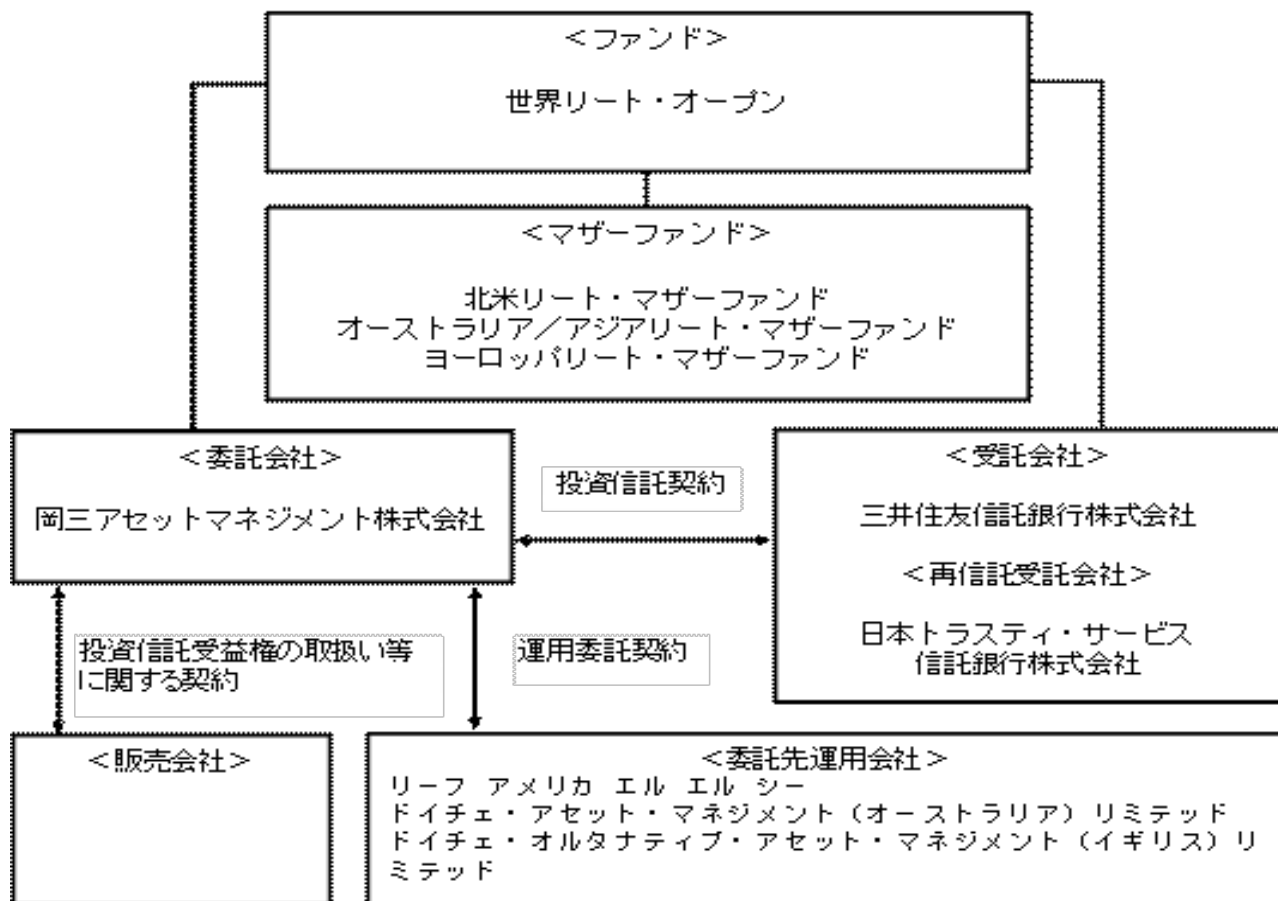 <ファンド>
世界リート・オープン
<マザーファンド>
北米リート・マザーファンド
オーストラリア/アジアリート・マザーファンド
ヨーロッパリート・マザーファンド
<委託会社>
岡三アセットマネジメント株式会社
投資信託契約
<受託会社>
三井住友信託銀行株式会社
<再信託受託会社>
日本トラスティ・サービス
信託銀行株式会社
投資信託受益権の取扱い等
に関する契約
運用委託契約
<販売会社>
<委託先運用会社>
リーフ アメリカ エル エル シー
ドイチェ・アセット・マネジメント(オーストラリア)リミテッド
ドイチェ・オルタナティブ・アセット・マネジメント(イギリス)リ
ミテッド